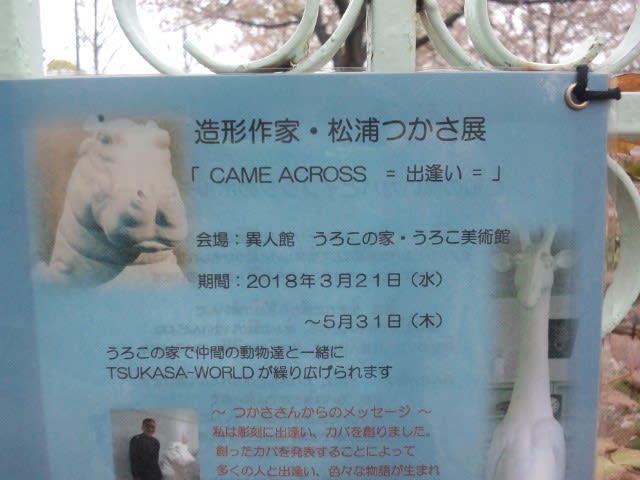 造形作家・松浦つかさ展
「 CAME ACROSS = 出逢い = 」
会場：異人館　うろこの家・うろこ美術館
期間：2018年3月21日（水）
～5月31日（木）
うろこの家で仲間の動物達と一緒に
TSUKASA-WORLDが繰り広げられます
～ つかささんからのメッセージ ～
私は彫刻に出逢い、カバを創りました。
創ったカバを発表することによって
多くの人と出逢い、色々な物語が生まれ